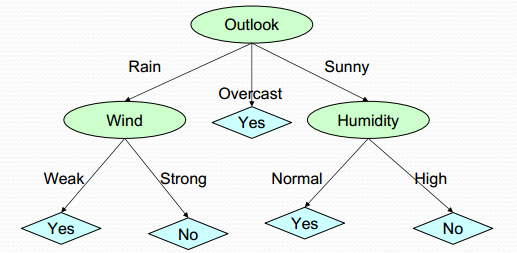 Outlook
Rain
Sunny
Overcast
Wind
Yes
Humidity
Weak
Strong
Normal
High
Yes
No
Yes
No